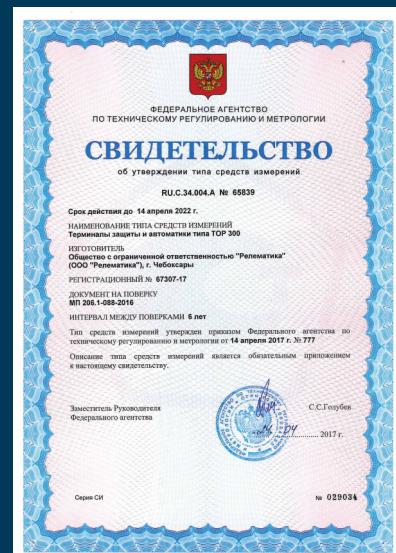 ФЕДЕРАЛЬНОЕ АГЕНТСТВО
ПО ТЕХНИЧЕСКОМУ РЕГУЛИРОВАНИЮ И МЕТРОЛОГИИ
СВИДЕТЕЛЬСТВО
об утверждении типа средств измерений
RU.C.34.004.A № 65839
Срок действия до 14 апреля 2022 г.
НАИМЕНОВАНИЕ ТИПА СРЕДСТВ ИЗМЕРЕНИЙ
Терминалы защиты и автоматики типа ТОР 300
ИЗГОТОВИТЕЛЬ
Общество с ограниченной ответственностью "Релематика"
(ООО "Релематика"), г. Чебоксары
РЕГИСТРАЦИОННЫЙ № 67307-17
ДОКУМЕНТ НА ПОВЕРКУ
МП 206.1-088-2016
ИНТЕРВАЛ МЕЖДУ ПОВЕРКАМИ 6 лет
Тип средств измерений утвержден приказом Федерального агентства по
техническому регулированию и метрологии от 14 апреля 2017 г. № 777
Описание типа средств измерений является обязательным приложением
к настоящему свидетельству.
Заместитель Руководителя
Федерального агентства
С.С.Голубев
04 2017 г.
Серия СИ
№ 029034